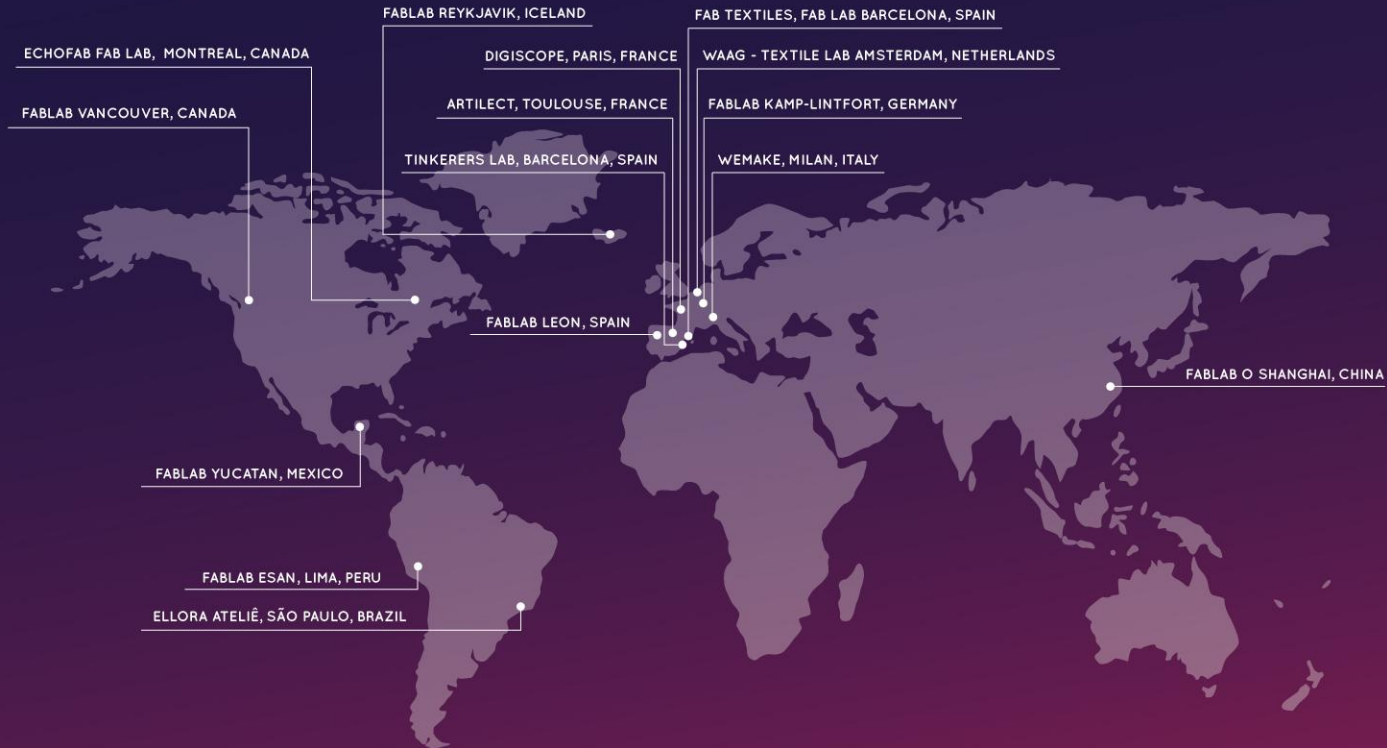 FABLAB REYKJAVIK, ICELAND
FAB TEXTILES, FAB LAB BARCELONA, SPAIN
ECHOFAB FAB LAB, MONTREAL, CANADA
DIGISCOPE, PARIS, FRANCE
WAAG - TEXTILE LAB AMSTERDAM, NETHERLANDS
FABLAB VANCOUVER, CANADA
ARTILECT, TOULOUSE, FRANCE
FABLAB KAMP-LINTFORT, GERMANY
TINKERERS LAB, BARCELONA, SPAIN
WEMAKE, MILAN, ITALY
FABLAB LEON, SPAIN
FABLAB O SHANGHAI, CHINA
FABLAB YUCATAN, MEXICO
FABLAB ESAN, LIMA, PERU
ELLORA ATELIÊ, SÃO PAULO, BRAZIL